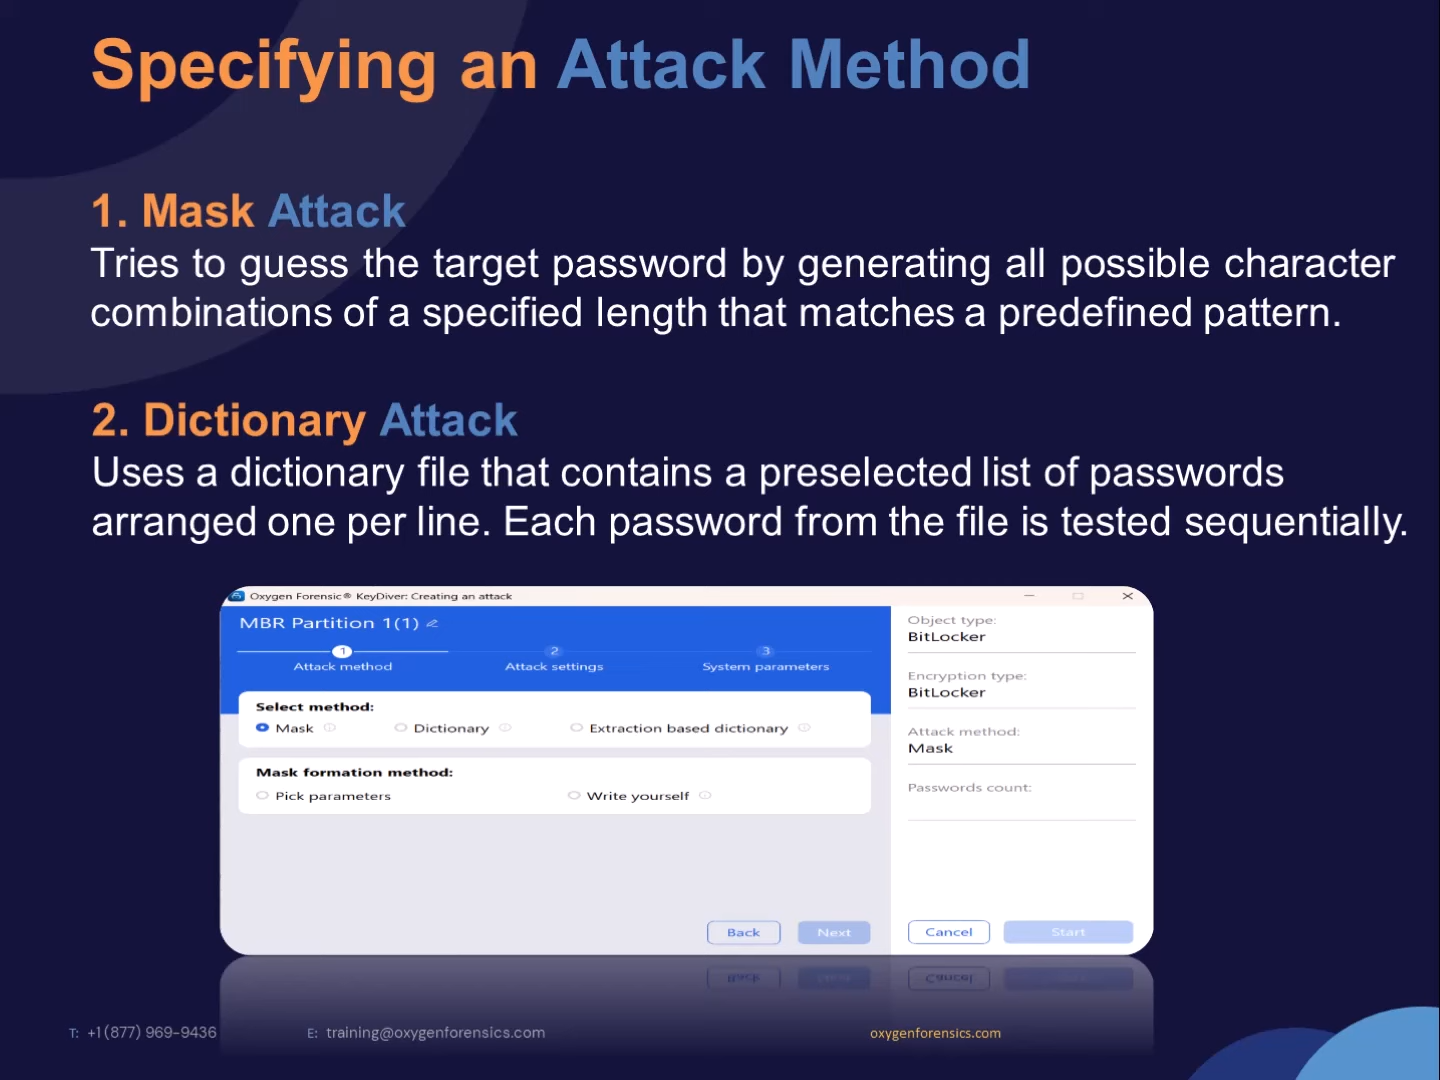 Specifying an Attack Method
1. Mask Attack
Tries to guess the target password by generating all possible character
combinations of a specified length that matches a predefined pattern.
2. Dictionary Attack
Uses a dictionary file that contains a preselected list of passwords
arranged one per line. Each password from the file is tested sequentially.
Oxygen Forensic® KeyDiver: Creating an attack
MBR Partition 1(1)
1 2 3
Attack method Attack settings System parameters
Select method:
Mask Dictionary Extraction based dictionary
Mask formation method:
Pick parameters Write yourself
Back Next
Object type:
BitLocker
Encryption type:
BitLocker
Attack method:
Mask
Passwords count:
Cancel Start
T: +1 (877) 969-9436 E: training@oxygenforensics.com oxygenforensics.com